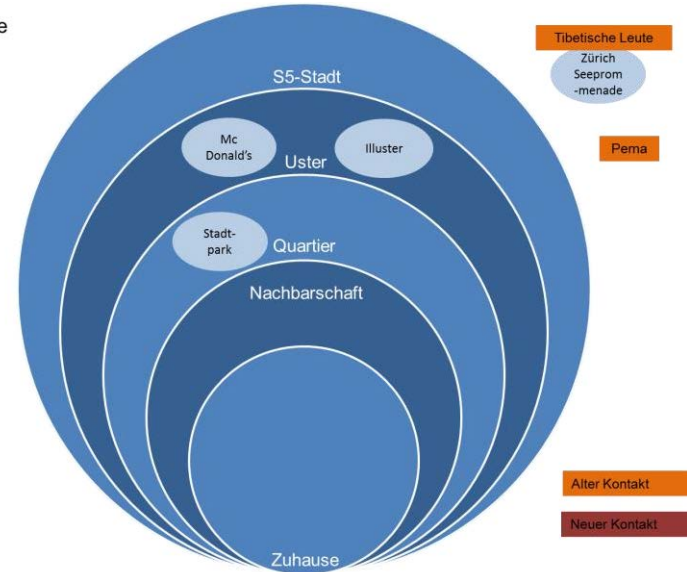 e
Tibetische Leute
Zürich
Seeprom
-menade
S5-Stadt
Mc
Donald's
Illuster
Pema
Uster
Stadt-
park
Quartier
Nachbarschaft
Alter Kontakt
Neuer Kontakt
Zuhause